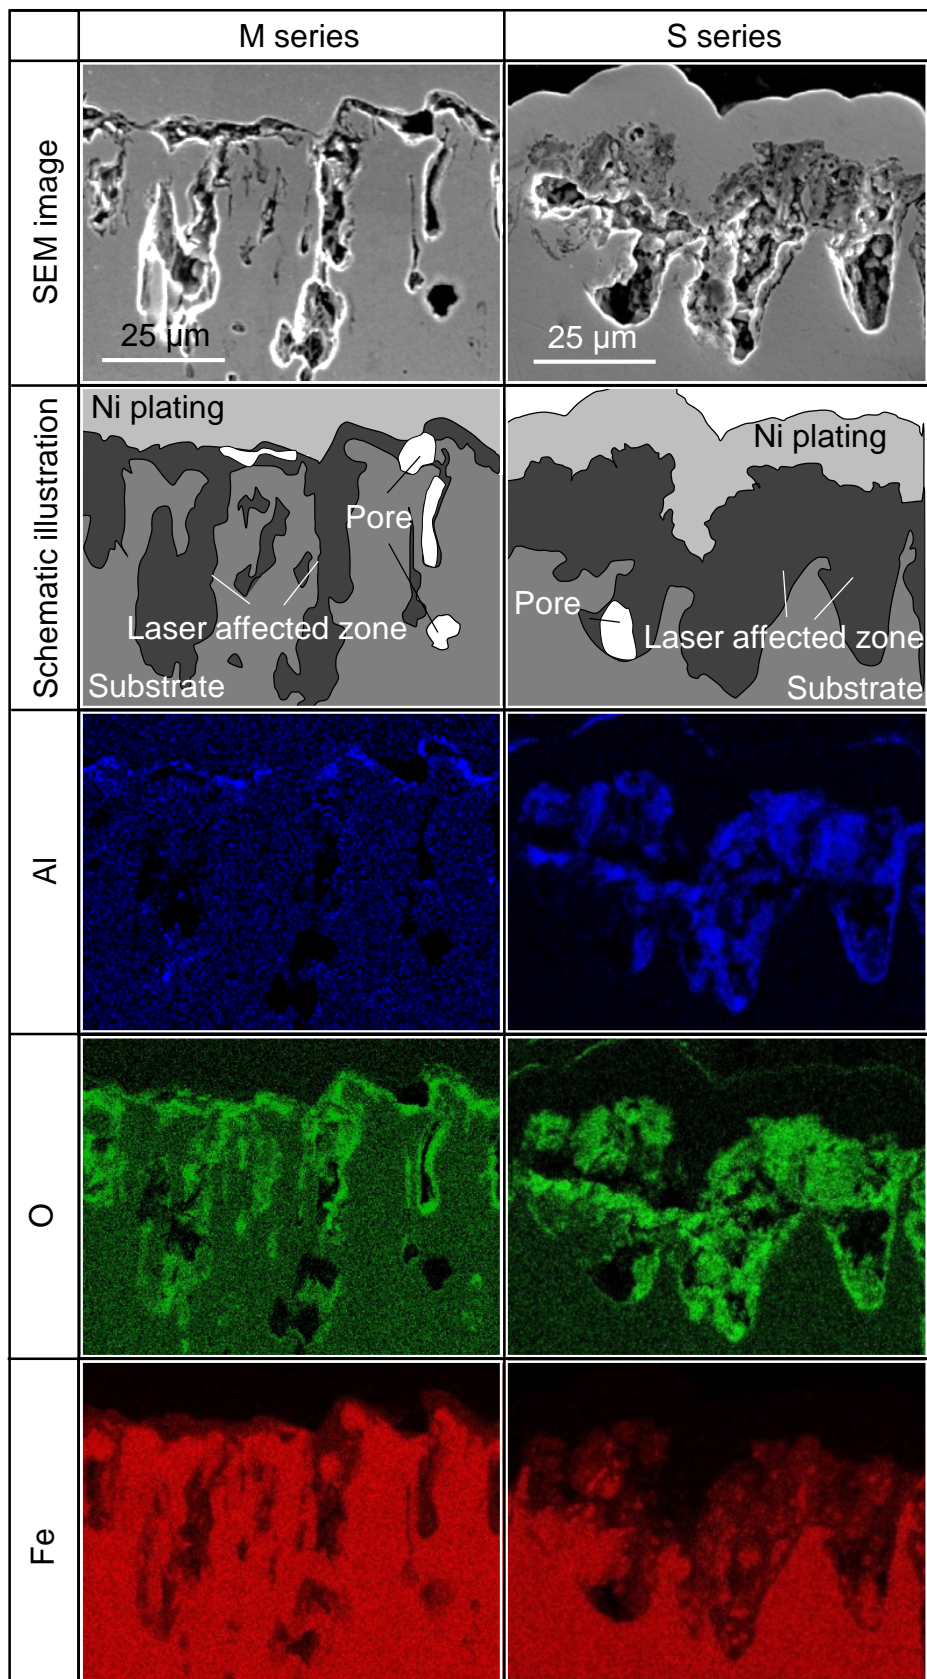 M series
S series
SEM image
25 μm
25 μm
Schematic illustration
Ni plating
Pore
Laser affected zone
Substrate
Ni plating
Pore
Laser affected zone
Substrate
Al
O
Fe